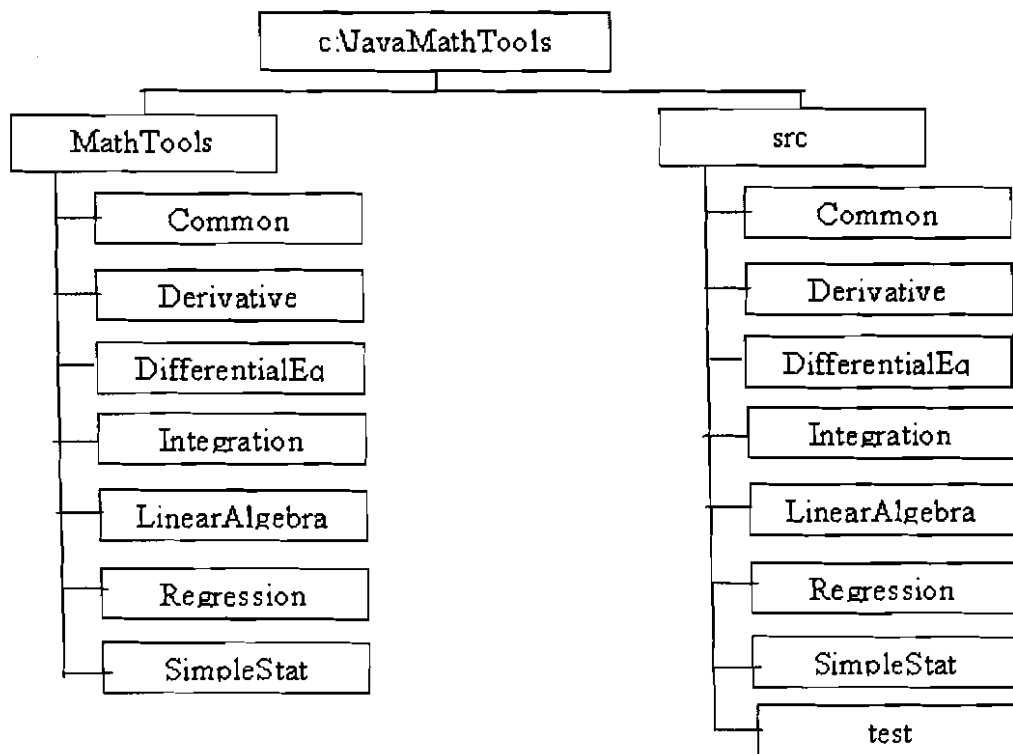 c:\JavaMathTools
MathTools
src
Common
Derivative
DifferentialEq
Integration
LinearAlgebra
Regression
SimpleStat
Common
Derivative
DifferentialEq
Integration
LinearAlgebra
Regression
SimpleStat
test